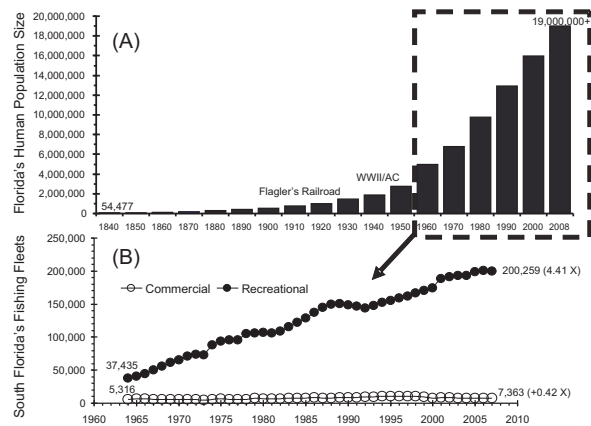 Florida's Human Population Size
20,000,000
18,000,000
16,000,000
14,000,000
12,000,000
10,000,000
8,000,000
6,000,000
4,000,000
2,000,000
0
(A)
19,000,000+
54,477
Flagler's Railroad
WWII/AC
1840 1850 1860 1870 1880 1890 1900 1910 1920 1930 1940 1950 1960 1970 1980 1990 2000 2008
South Florida's Fishing Fleets
250,000
200,000
150,000
100,000
50,000
0
(B)
Commercial Recreational
200,259 (4.41 X)
37,435
5,316
7,363 (+0.42 X)
1960 1965 1970 1975 1980 1985 1990 1995 2000 2005 2010